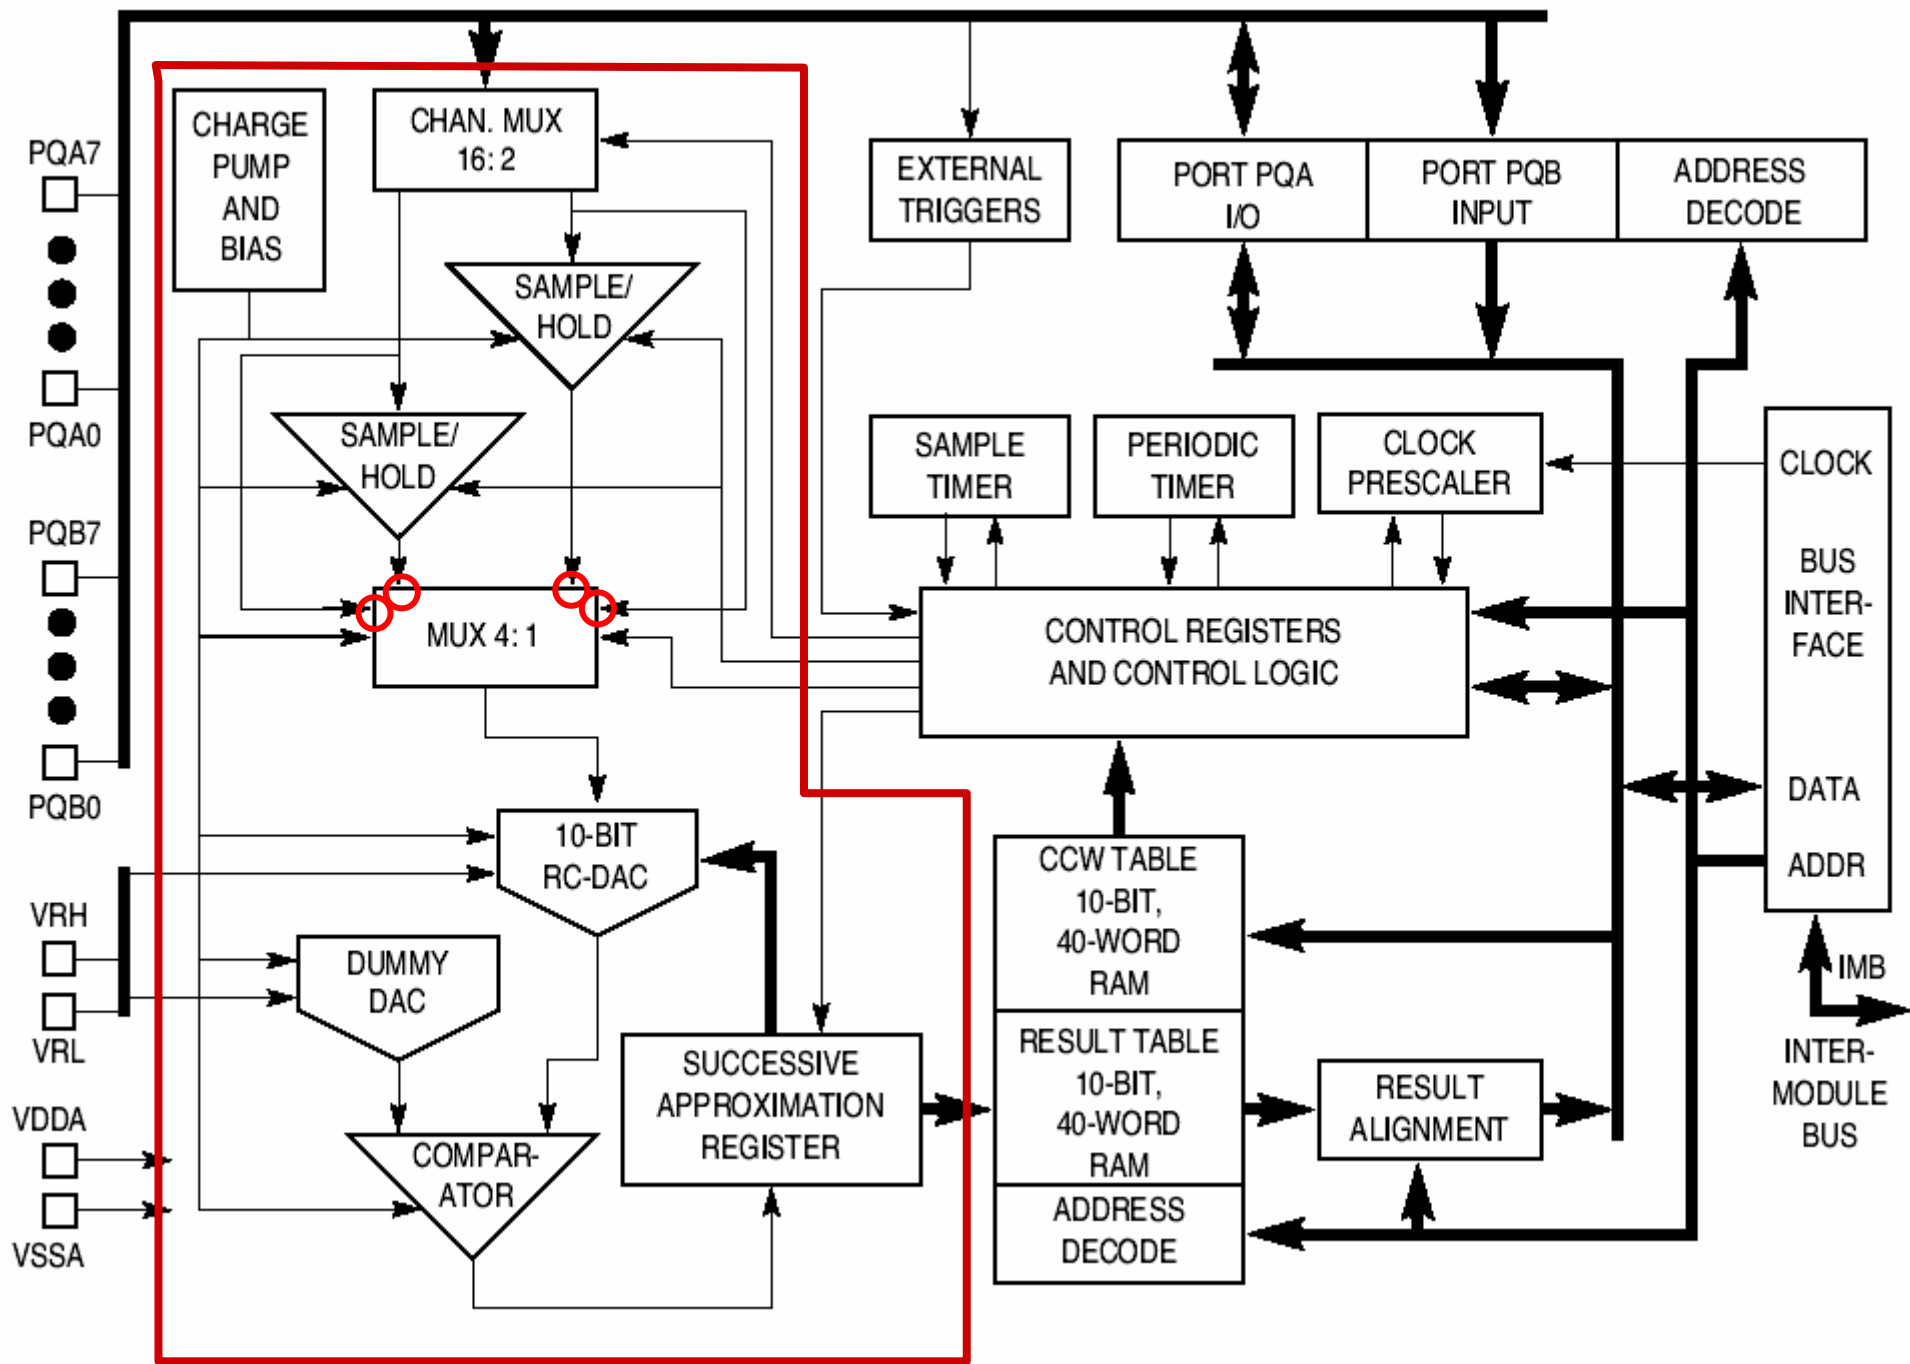 PQA7
PQA0
PQB7
PQB0
VRH
VRL
VDDA
VSSA
CHARGE
PUMP
AND
BIAS
CHAN. MUX
16: 2
SAMPLE/
HOLD
SAMPLE/
HOLD
MUX 4: 1
10-BIT
RC-DAC
DUMMY
DAC
COMPAR-
ATOR
SUCCESSIVE
APPROXIMATION
REGISTER
EXTERNAL
TRIGGERS
PORT PQA
I/O
PORT PQB
INPUT
ADDRESS
DECODE
SAMPLE
TIMER
PERIODIC
TIMER
CLOCK
PRESCALER
CONTROL REGISTERS
AND CONTROL LOGIC
CCW TABLE
10-BIT,
40-WORD
RAM
RESULT TABLE
10-BIT,
40-WORD
RAM
ADDRESS
DECODE
RESULT
ALIGNMENT
CLOCK
BUS
INTER-
FACE
DATA
ADDR
IMB
INTER-
MODULE
BUS